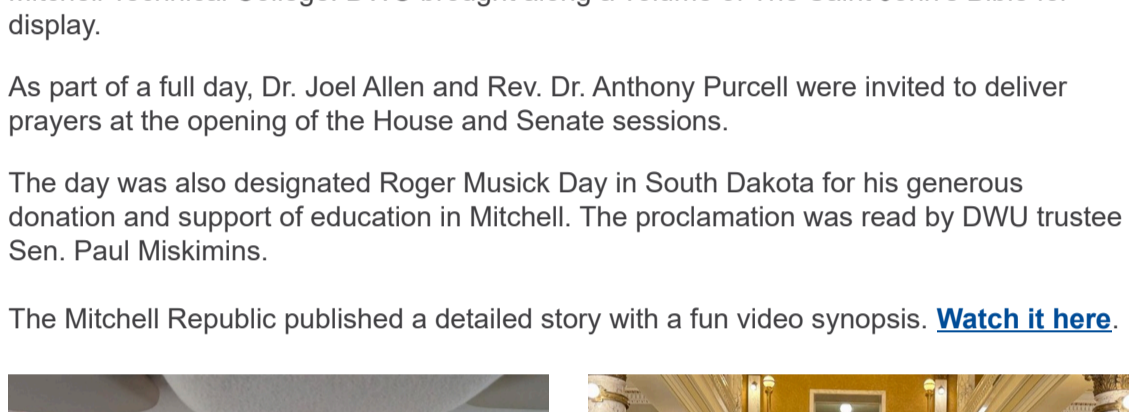 display.
As part of a full day, Dr. Joel Allen and Rev. Dr. Anthony Purcell were invited to deliver
prayers at the opening of the House and Senate sessions.
The day was also designated Roger Musick Day in South Dakota for his generous
donation and support of education in Mitchell. The proclamation was read by DWU trustee
Sen. Paul Miskimins.
The Mitchell Republic published a detailed story with a fun video synopsis. Watch it here.